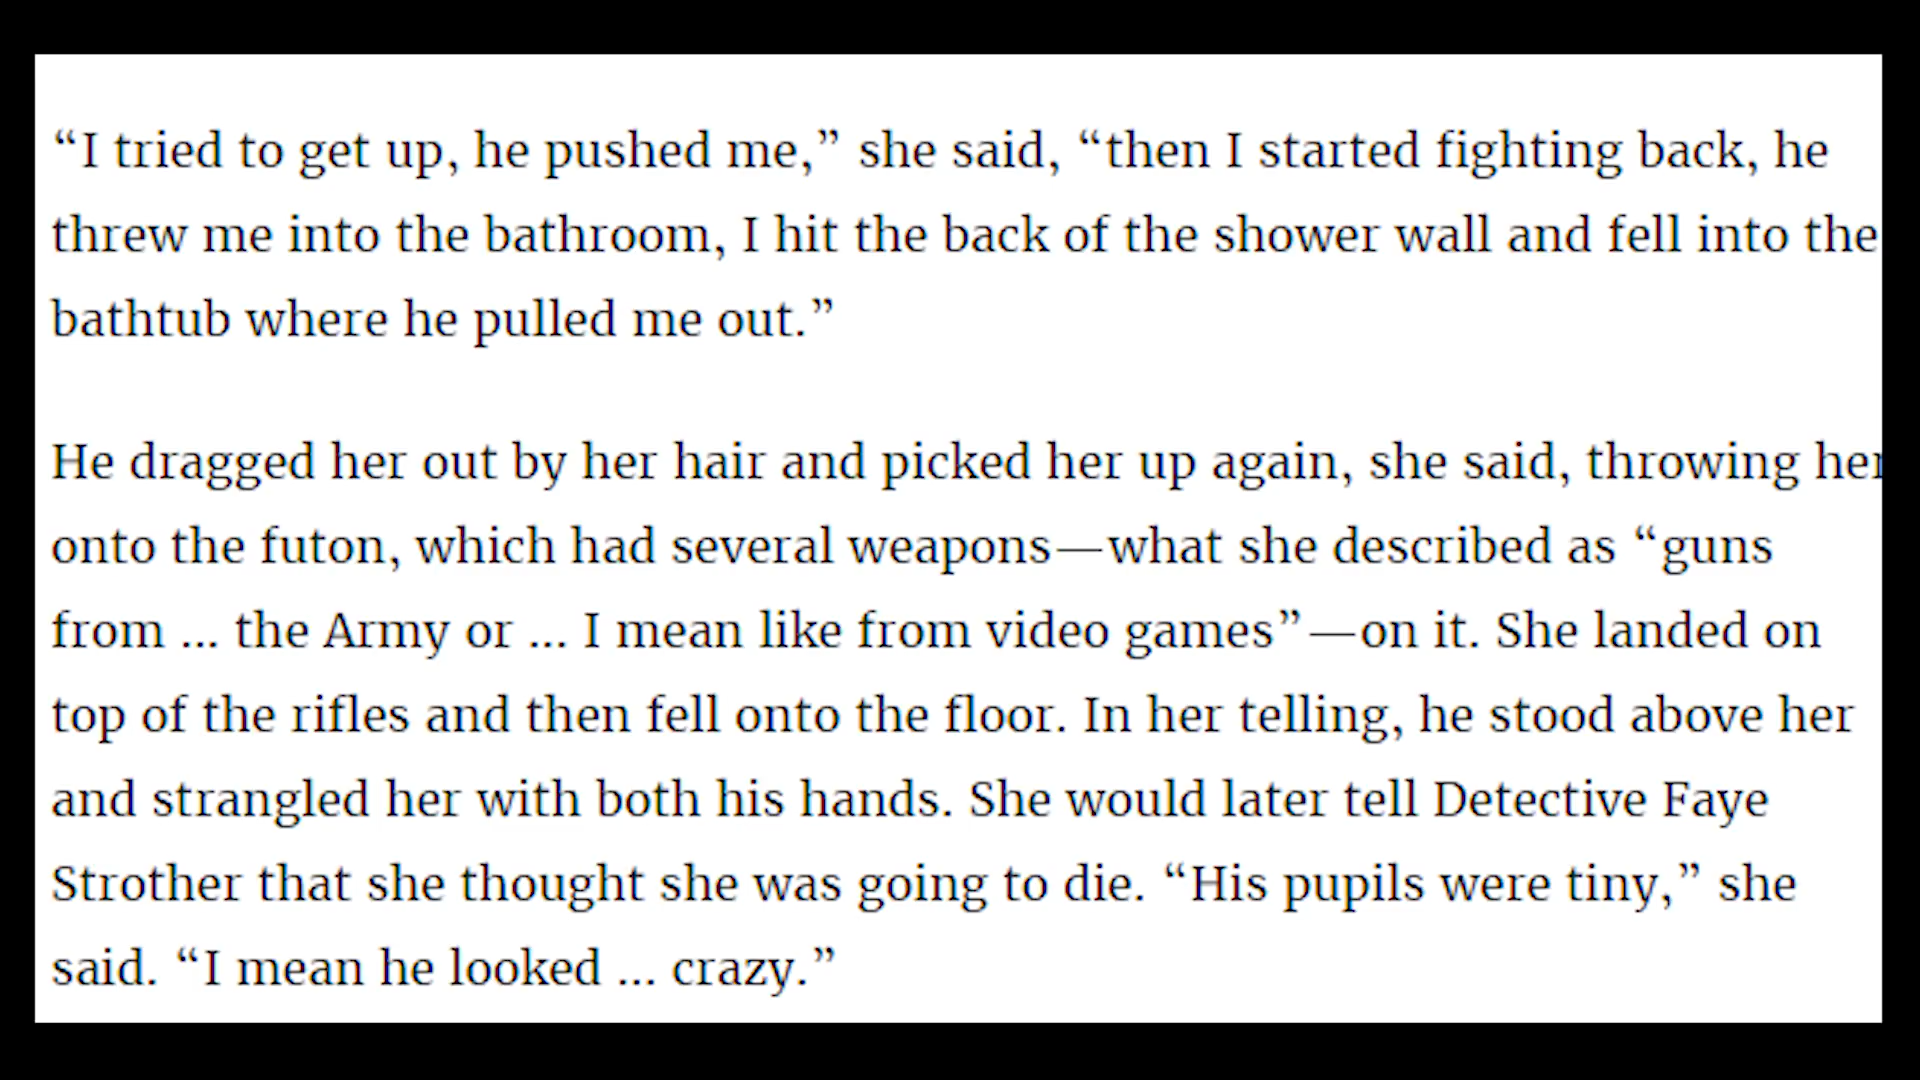 “I tried to get up, he pushed me,” she said, “then I started fighting back, he
threw me into the bathroom, I hit the back of the shower wall and fell into the
bathtub where he pulled me out.”
He dragged her out by her hair and picked her up again, she said, throwing her
onto the futon, which had several weapons—what she described as “guns
from ... the Army or ... I mean like from video games”—on it. She landed on
top of the rifles and then fell onto the floor. In her telling, he stood above her
and strangled her with both his hands. She would later tell Detective Faye
Strother that she thought she was going to die. “His pupils were tiny,” she
said. “I mean he looked ... crazy.”